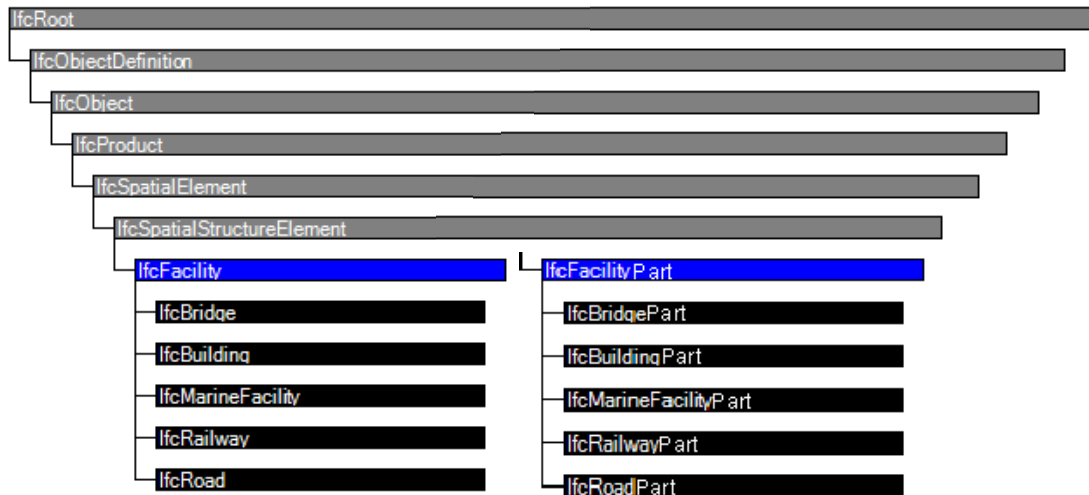 IfcRoot
IfcObjectDefinition
IfcObject
IfcProduct
IfcSpatialElement
IfcSpatialStructureElement
IfcFacility
IfcBridge
IfcBuilding
IfcMarineFacility
IfcRailway
IfcRoad
IfcFacilityPart
IfcBridgePart
IfcBuildingPart
IfcMarineFacilityPart
IfcRailwayPart
IfcRoadPart